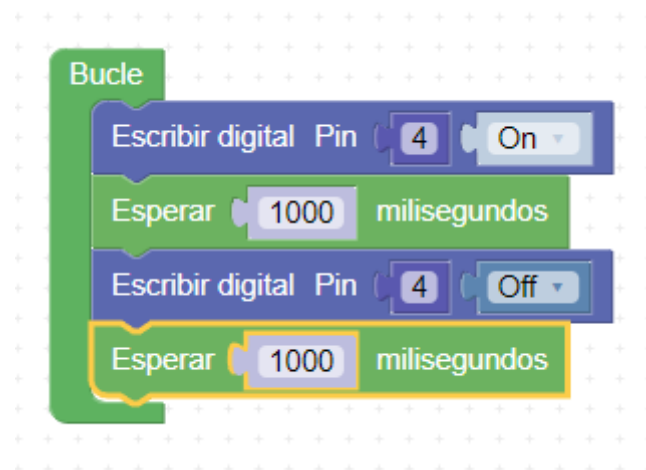 Bucle
Escribir digital Pin 4 On
Esperar 1000 milisegundos
Escribir digital Pin 4 Off
Esperar 1000 milisegundos